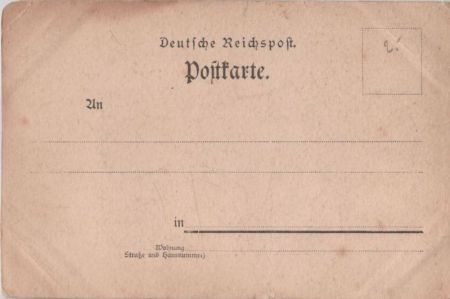 Deutsche Reichspost.
Postkarte.
An
in
Wohnung
(Straße und Hausnummer)